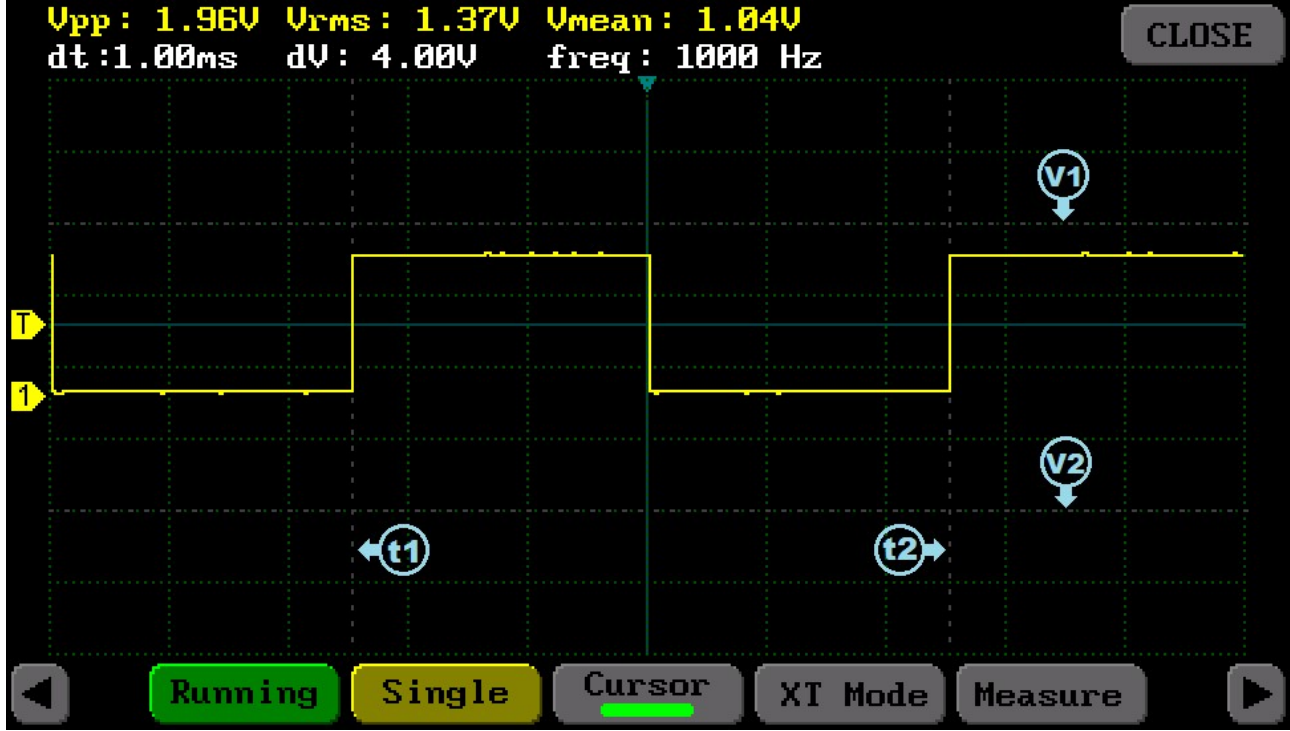 Vpp: 1.96V Vrms: 1.37V Vmean: 1.04V
dt:1.00ms dV: 4.00V freq: 1000 Hz
CLOSE
V1
T
1
V2
t1 t2
Running Single Cursor XT Mode Measure